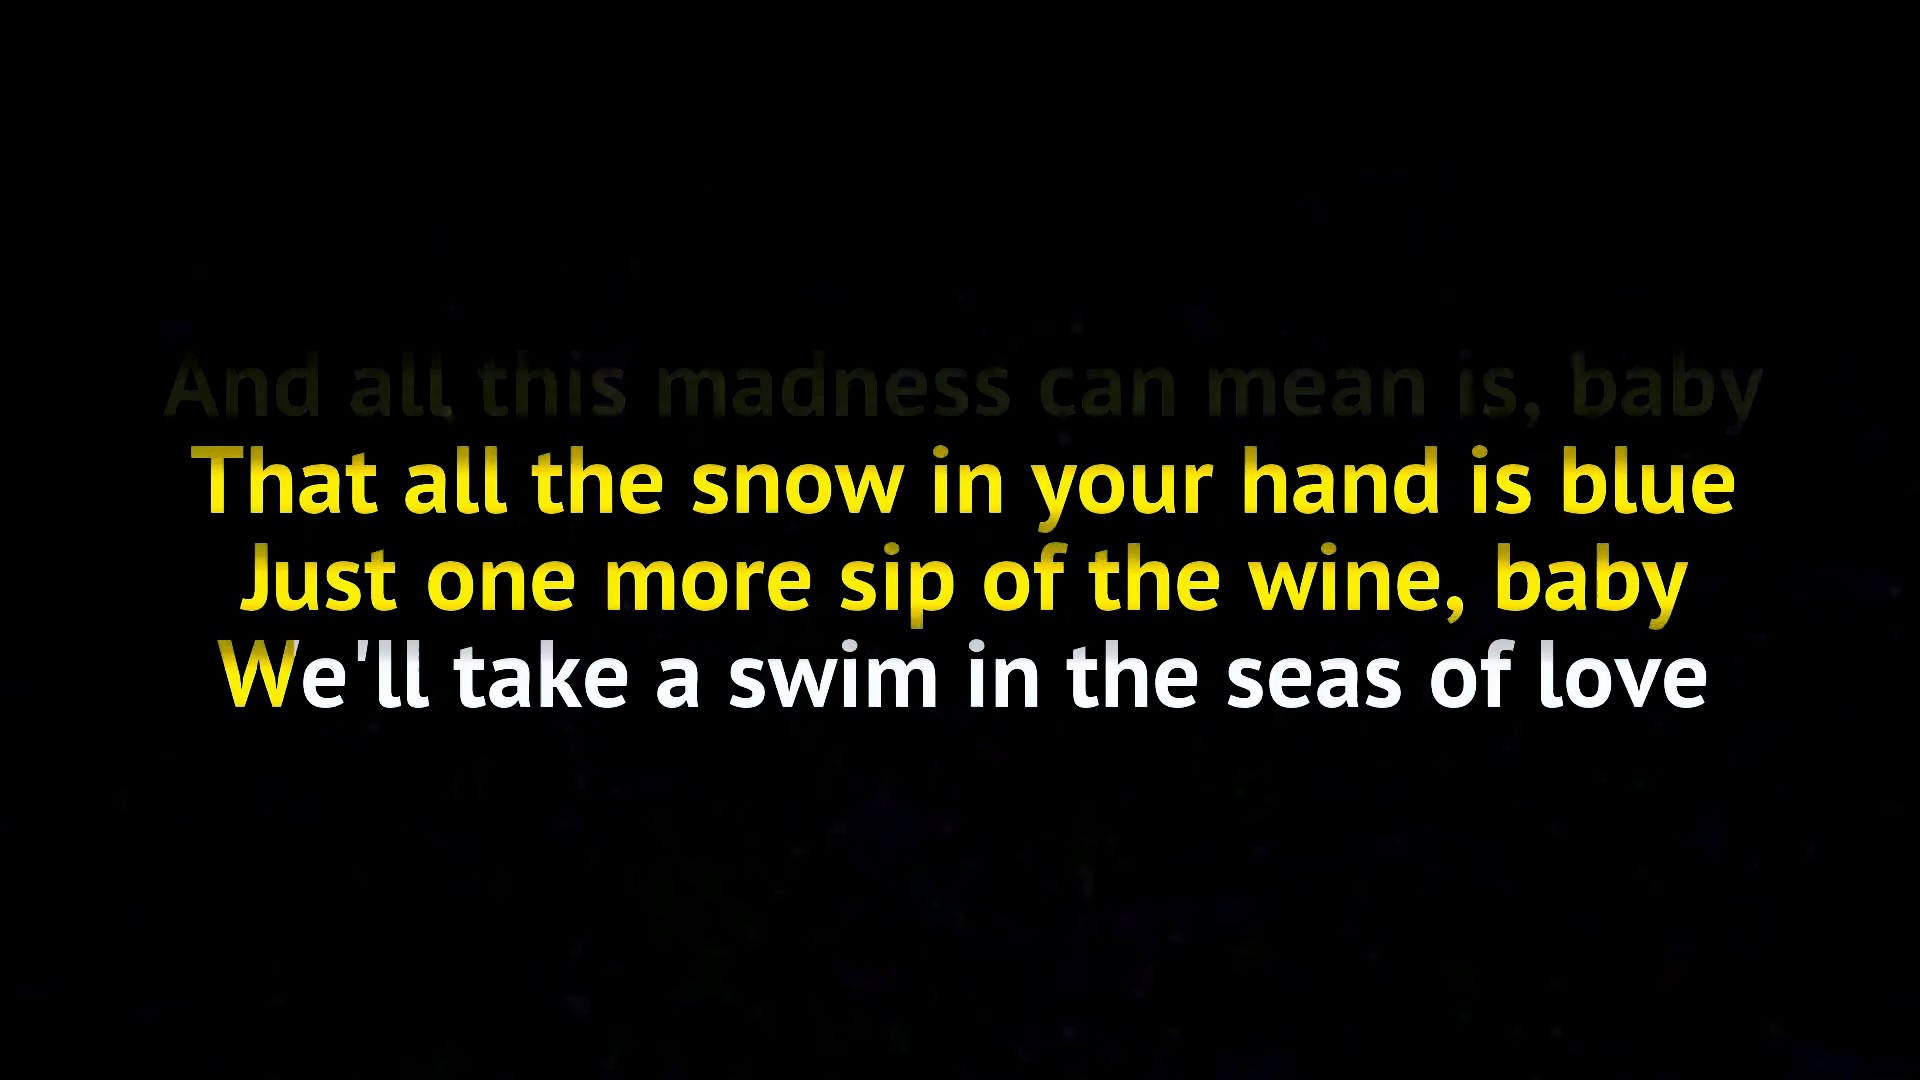 And all this madness can mean is, baby
That all the snow in your hand is blue
Just one more sip of the wine, baby
We'll take a swim in the seas of love